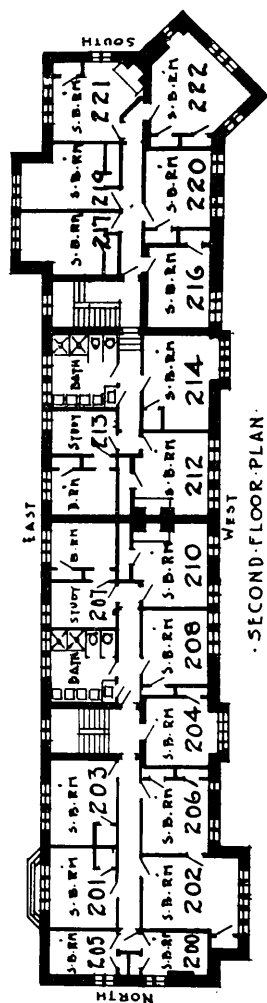 SOUTH
S.B.RM
221
S.B.RM
222
S.B.RM
219
S.B.RM
217
S.B.RM
220
S.B.RM
216
BATH
S.B.RM
214
STUDY
213
B.RM
S.B.RM
212
EAST
WEST
B.RM
S.B.RM
210
STUDY
207
BATH
S.B.RM
208
S.B.RM
204
S.B.RM
203
S.B.RM
206
S.B.RM
201
S.B.RM
202
S.B.RM
205
S.B.RM
200
NORTH
·SECOND·FLOOR·PLAN·